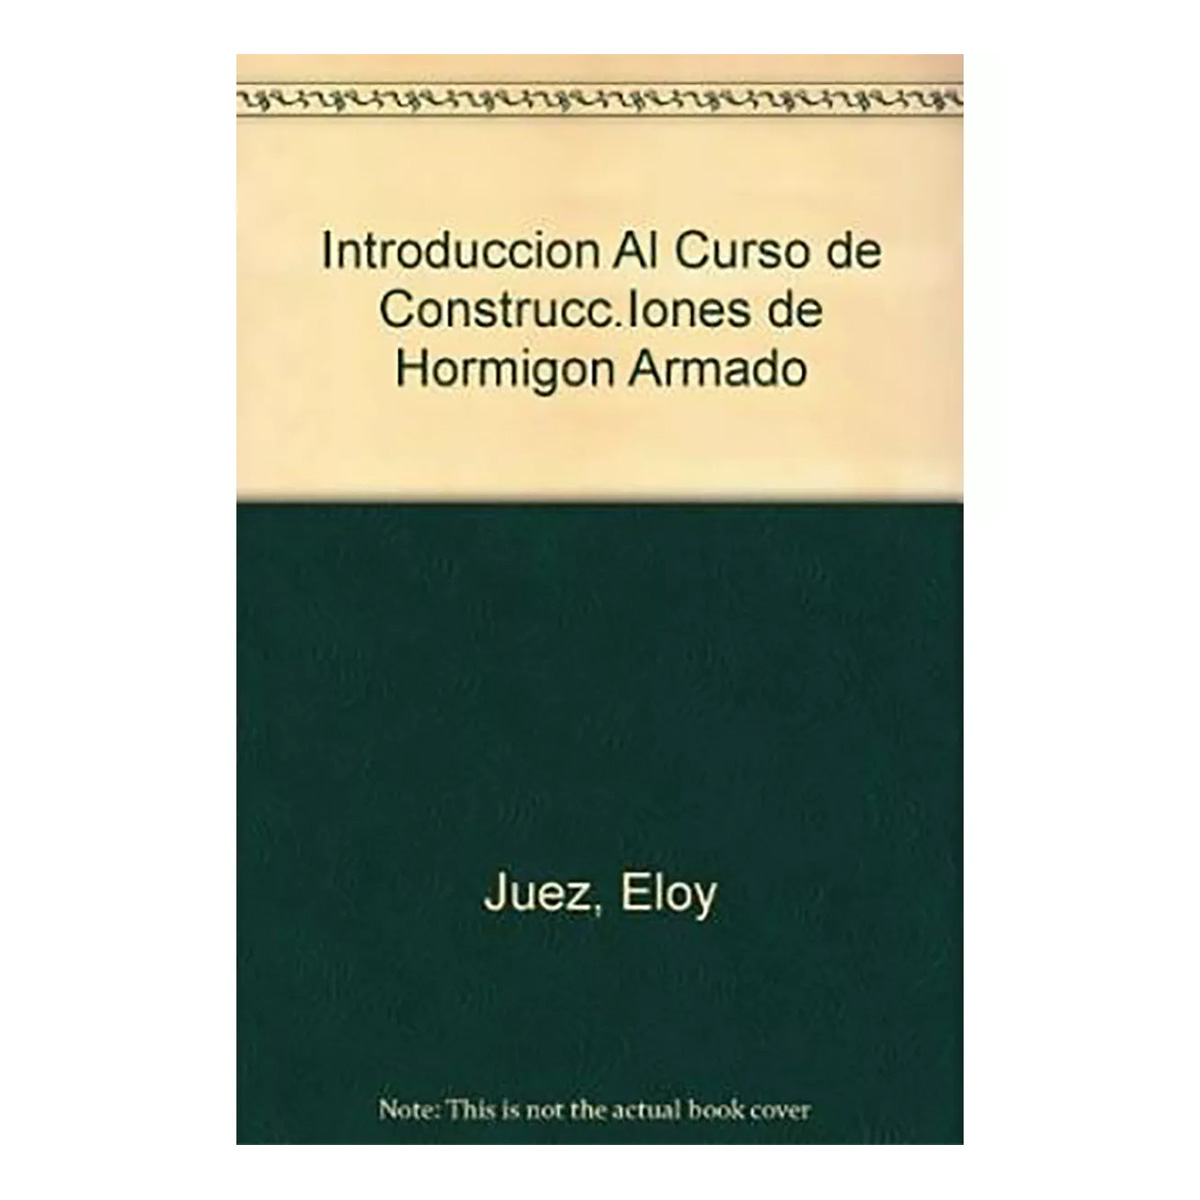 Introduccion Al Curso de
Construcc.Iones de
Hormigon Armado
Juez, Eloy
Note: This is not the actual book cover